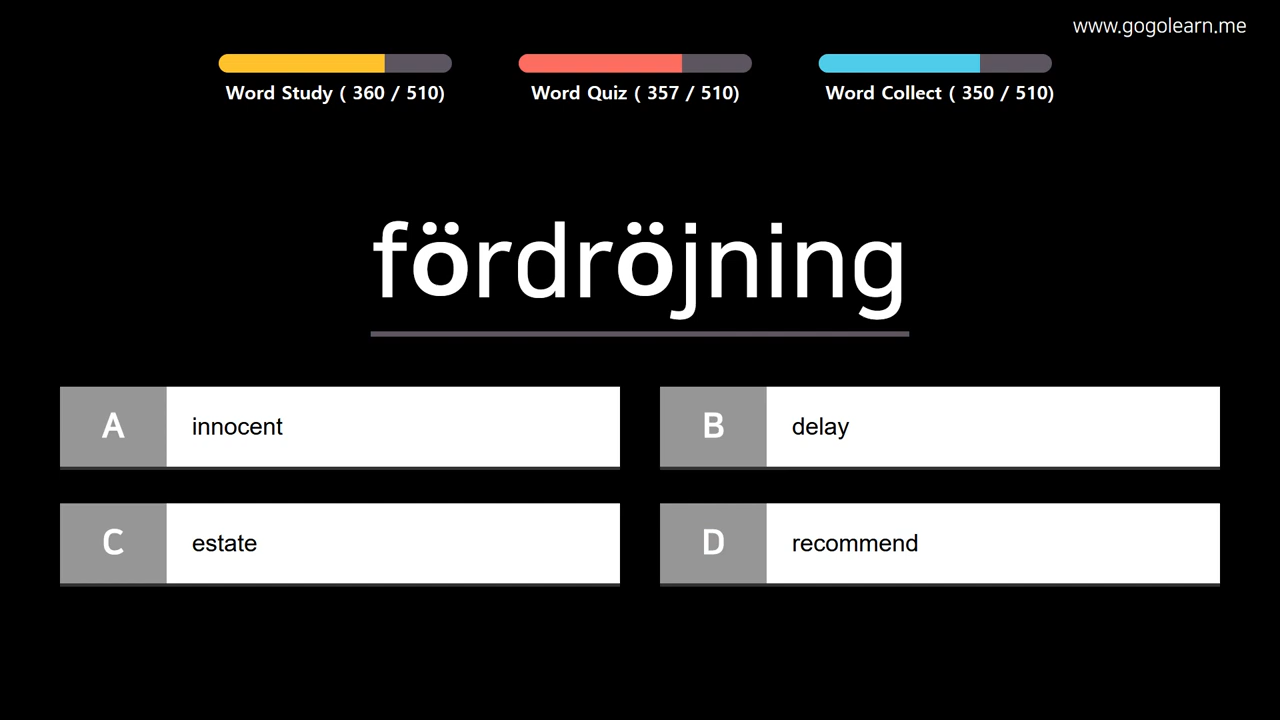 www.gogolearn.me
Word Study ( 360 / 510)
Word Quiz ( 357 / 510)
Word Collect ( 350 / 510)
fördröjning
A innocent
B delay
C estate
D recommend